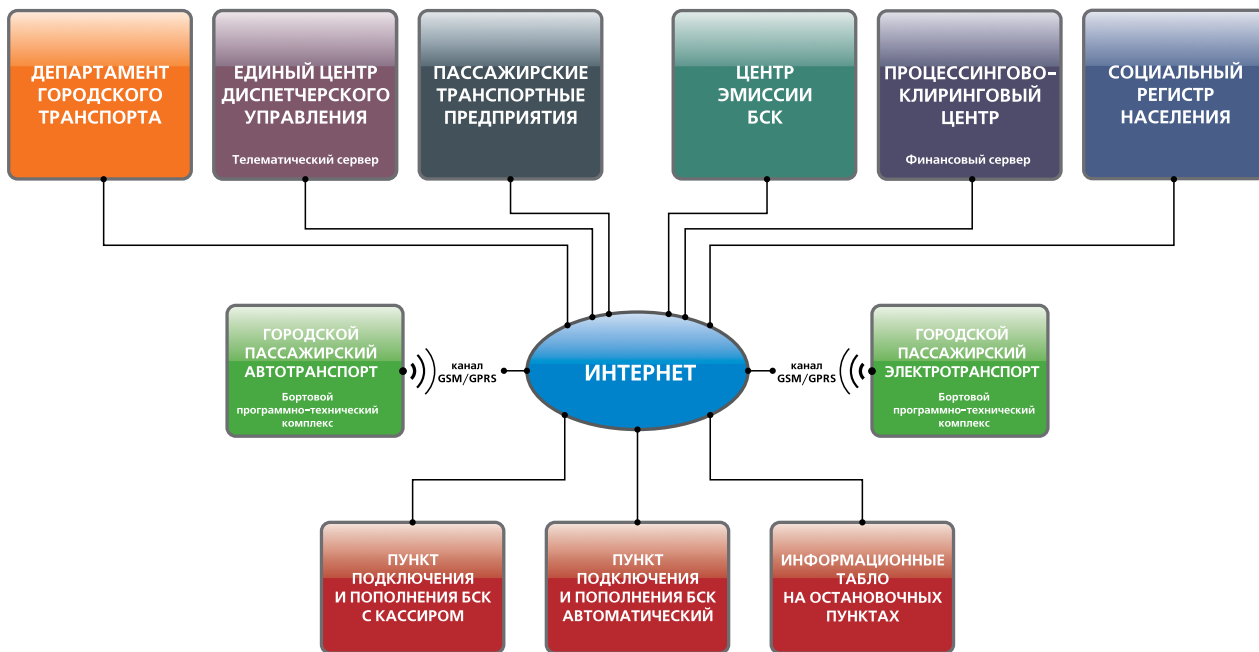 ДЕПАРТАМЕНТ
ГОРОДСКОГО
ТРАНСПОРТА
ЕДИНЫЙ ЦЕНТР
ДИСПЕТЧЕРСКОГО
УПРАВЛЕНИЯ
Телематический сервер
ПАССАЖИРСКИЕ
ТРАНСПОРТНЫЕ
ПРЕДПРИЯТИЯ
ЦЕНТР
ЭМИССИИ
БСК
ПРОЦЕССИНГОВО-
КЛИРИНГОВЫЙ
ЦЕНТР
Финансовый сервер
СОЦИАЛЬНЫЙ
РЕГИСТР
НАСЕЛЕНИЯ
ГОРОДСКОЙ
ПАССАЖИРСКИЙ
АВТОТРАНСПОРТ
Бортовой
программно-технический
комплекс
канал
GSM/GPRS
ИНТЕРНЕТ
канал
GSM/GPRS
ГОРОДСКОЙ
ПАССАЖИРСКИЙ
ЭЛЕКТРОТРАНСПОРТ
Бортовой
программно-технический
комплекс
ПУНКТ
ПОДКЛЮЧЕНИЯ
И ПОПОЛНЕНИЯ БСК
С КАССИРОМ
ПУНКТ
ПОДКЛЮЧЕНИЯ
И ПОПОЛНЕНИЯ БСК
АВТОМАТИЧЕСКИЙ
ИНФОРМАЦИОННЫЕ
ТАБЛО
НА ОСТАНОВОЧНЫХ
ПУНКТАХ